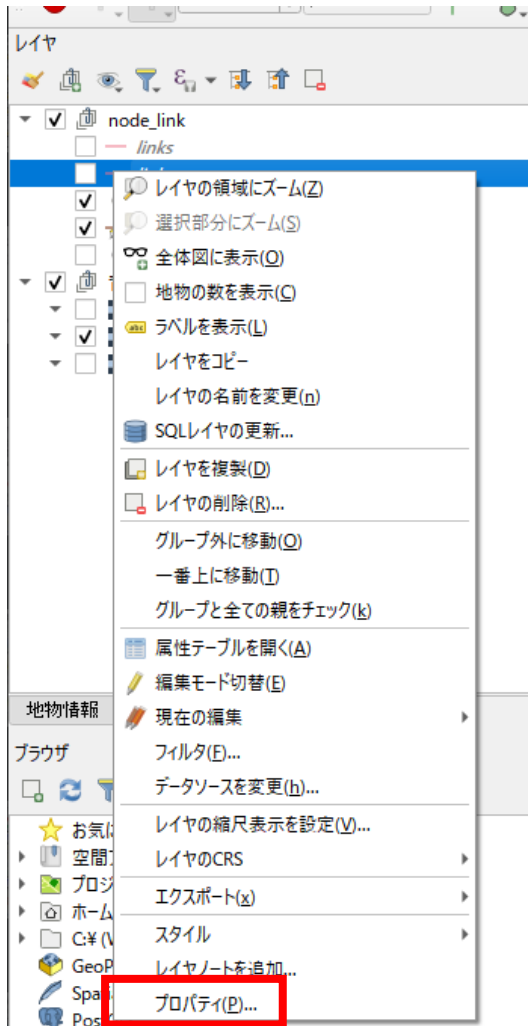 レイヤ
node_link
links
レイヤの領域にズーム(Z)
選択部分にズーム(S)
全体図に表示(O)
地物の数を表示(C)
ラベルを表示(L)
レイヤをコピー
レイヤの名前を変更(n)
SQLレイヤの更新...
レイヤを複製(D)
レイヤの削除(R)...
グループ外に移動(O)
一番上に移動(T)
グループと全ての親をチェック(k)
属性テーブルを開く(A)
編集モード切替(E)
現在の編集
フィルタ(F)...
データソースを変更(h)...
レイヤの縮尺表示を設定(V)...
レイヤのCRS
エクスポート(x)
スタイル
レイヤノートを追加...
プロパティ(P)...
地物情報
ブラウザ
お気に
空間
プロジ
ホーム
C:¥ (
GeoP
Spa
Pos